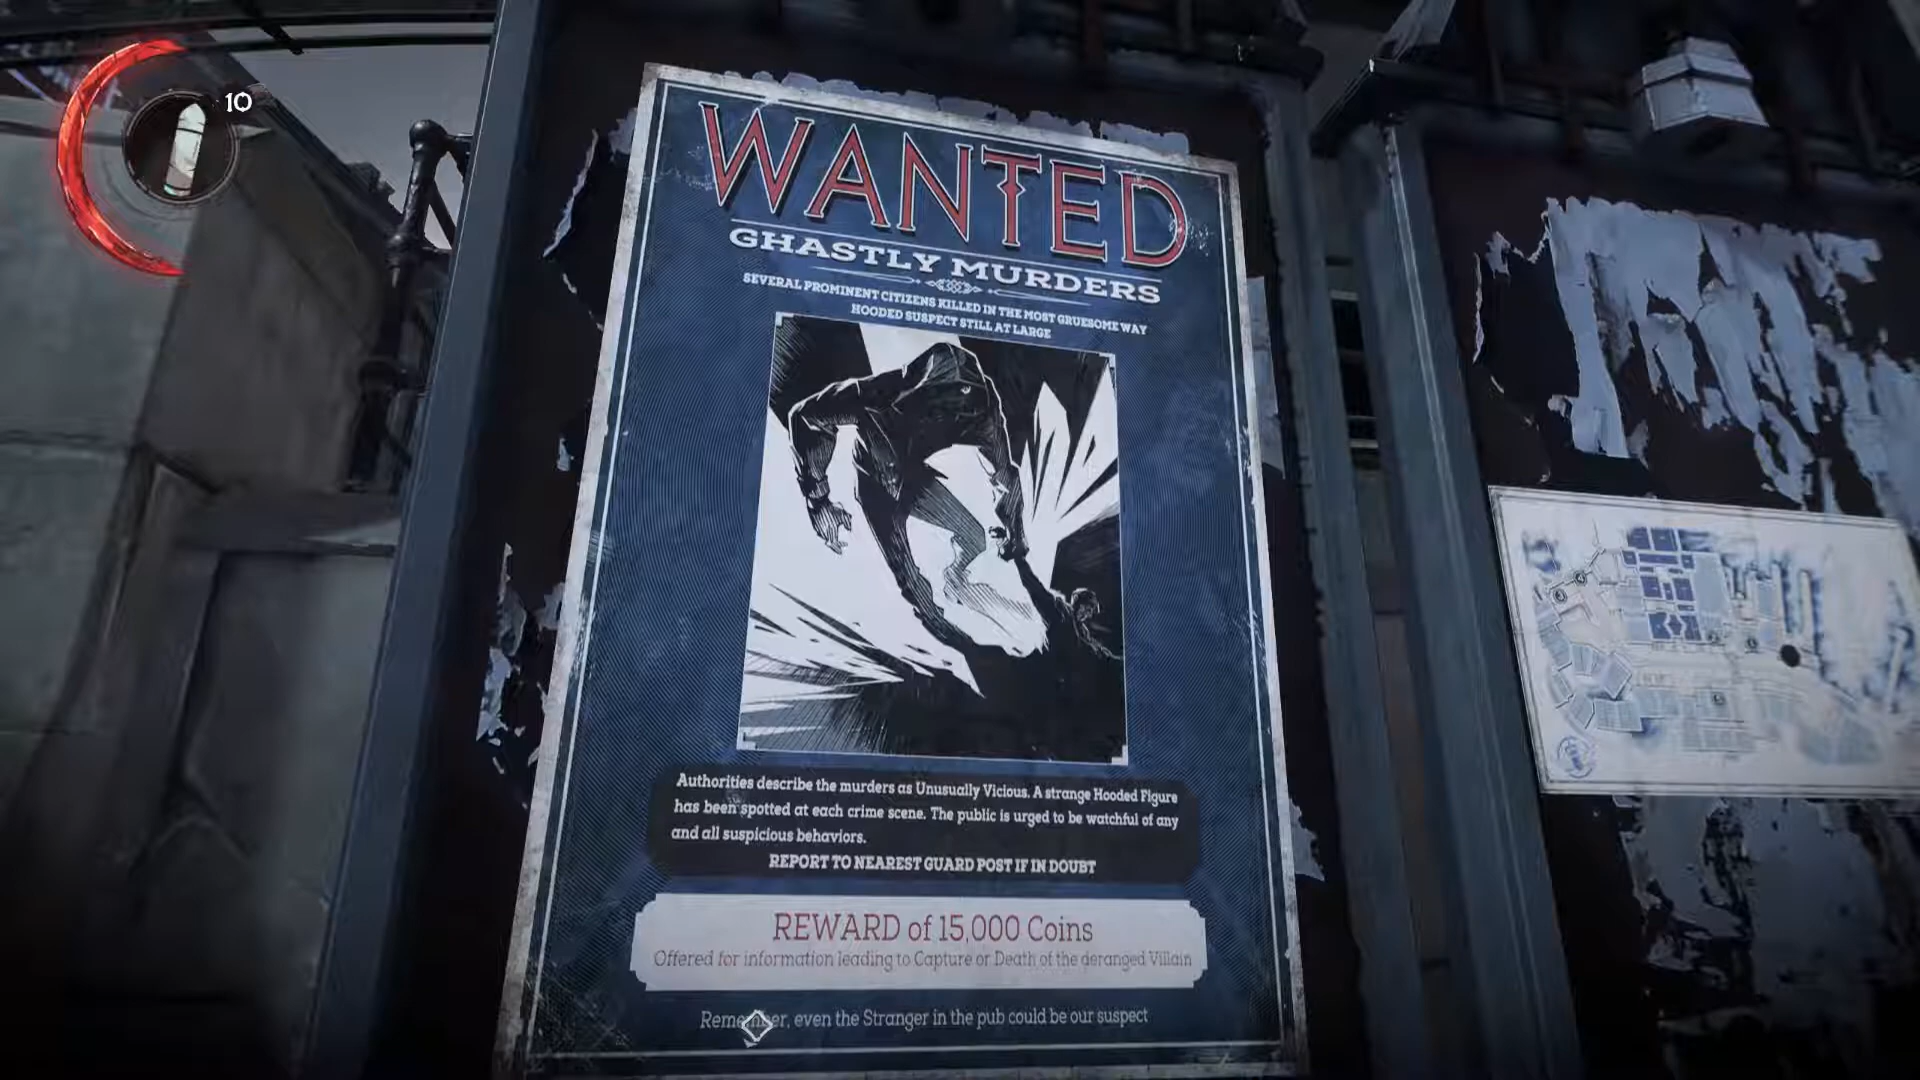 10
WANTED
GHASTLY MURDERS
SEVERAL PROMINENT CITIZENS KILLED IN THE MOST GRUESOME WAY
HOODED SUSPECT STILL AT LARGE
Authorities describe the murders as Unusually Vicious. A strange Hooded Figure
has been spotted at each crime scene. The public is urged to be watchful of any
and all suspicious behaviors.
REPORT TO NEAREST GUARD POST IF IN DOUBT
REWARD of 15,000 Coins
Offered for information leading to Capture or Death of the deranged Villain
Remember, even the Stranger in the pub could be our suspect